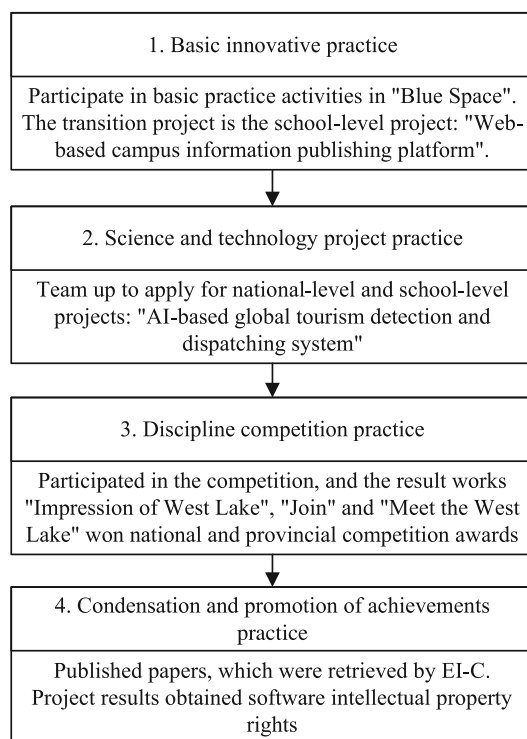 1. Basic innovative practice
Participate in basic practice activities in "Blue Space".
The transition project is the school-level project: "Web-
based campus information publishing platform".
2. Science and technology project practice
Team up to apply for national-level and school-level
projects: "AI-based global tourism detection and
dispatching system"
3. Discipline competition practice
Participated in the competition, and the result works
"Impression of West Lake", "Join" and "Meet the West
Lake" won national and provincial competition awards
4. Condensation and promotion of achievements
practice
Published papers, which were retrieved by EI-C.
Project results obtained software intellectual property
rights